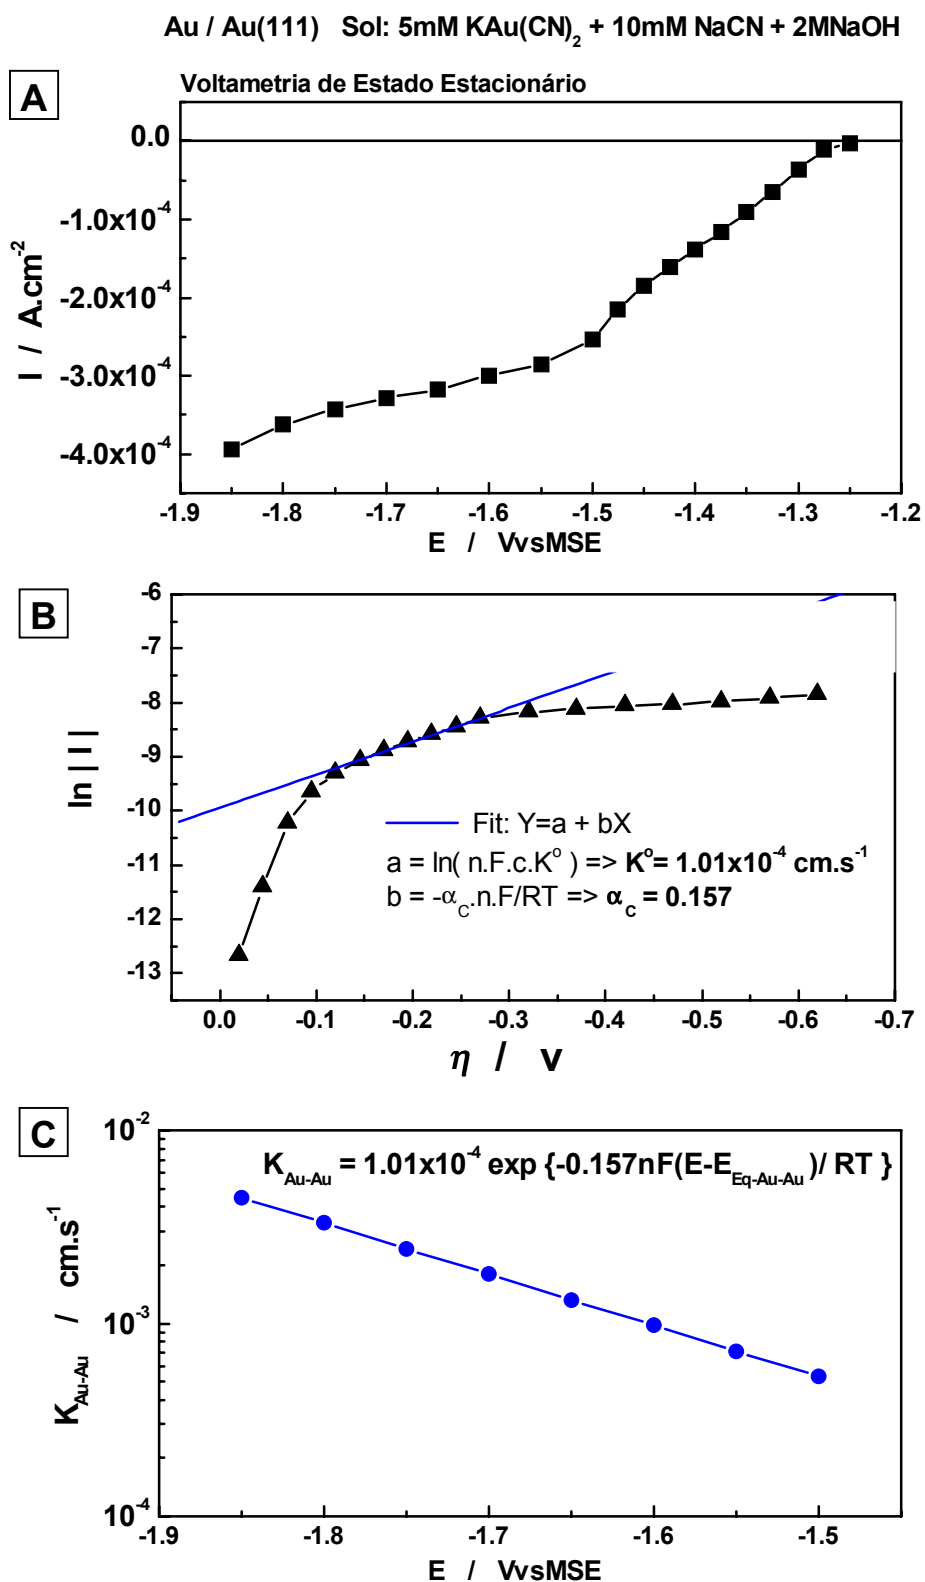 Au / Au(111) Sol: 5mM KAu(CN)2 + 10mM NaCN + 2MNaOH
A
Voltametria de Estado Estacionário
0.0
-1.0x10-4
-2.0x10-4
-3.0x10-4
-4.0x10-4
I / A.cm-2
-1.9 -1.8 -1.7 -1.6 -1.5 -1.4 -1.3 -1.2
E / VvsMSE
B
-6
-7
-8
-9
-10
-11
-12
-13
ln | I |
Fit: Y=a + bX
a = ln( n.F.c.Ko ) => Ko= 1.01x10-4 cm.s-1
b = -αC.n.F/RT => αC = 0.157
0.0 -0.1 -0.2 -0.3 -0.4 -0.5 -0.6 -0.7
η / v
C
10-2
10-3
10-4
KAu-Au / cm.s-1
KAu-Au = 1.01x10-4 exp {-0.157nF(E-EEq-Au-Au)/ RT }
-1.9 -1.8 -1.7 -1.6 -1.5
E / VvsMSE